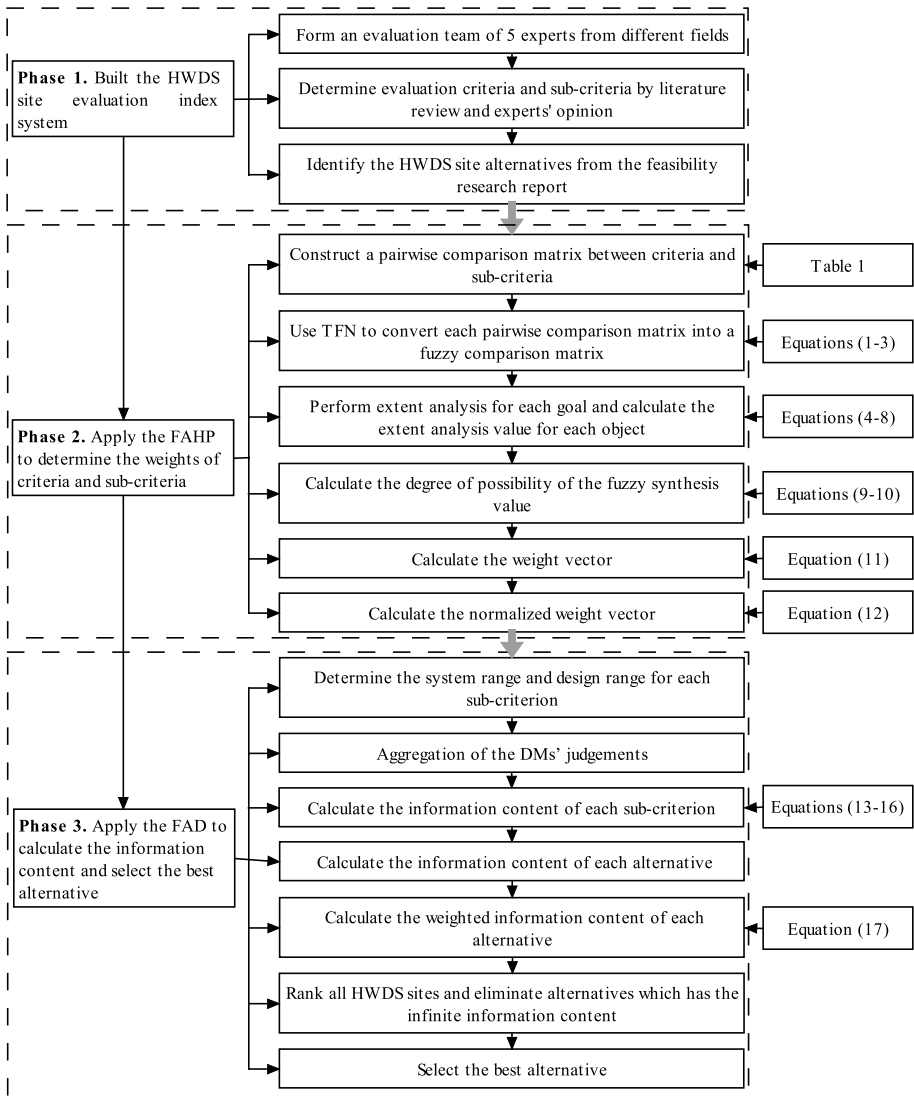 Form an evaluation team of 5 experts from different fields
Phase 1. Built the HWDS
site evaluation index
system
Determine evaluation criteria and sub-criteria by literature
review and experts' opinion
Identify the HWDS site alternatives from the feasibility
research report
Construct a pairwise comparison matrix between criteria and
sub-criteria
Table 1
Use TFN to convert each pairwise comparison matrix into a
fuzzy comparison matrix
Equations (1-3)
Perform extent analysis for each goal and calculate the
extent analysis value for each object
Equations (4-8)
Phase 2. Apply the FAHP
to determine the weights of
criteria and sub-criteria
Calculate the degree of possibility of the fuzzy synthesis
value
Equations (9-10)
Calculate the weight vector
Equation (11)
Calculate the normalized weight vector
Equation (12)
Determine the system range and design range for each
sub-criterion
Aggregation of the DMs’ judgements
Calculate the information content of each sub-criterion
Equations (13-16)
Phase 3. Apply the FAD to
calculate the information
content and select the best
alternative
Calculate the information content of each alternative
Calculate the weighted information content of each
alternative
Equation (17)
Rank all HWDS sites and eliminate alternatives which has the
infinite information content
Select the best alternative